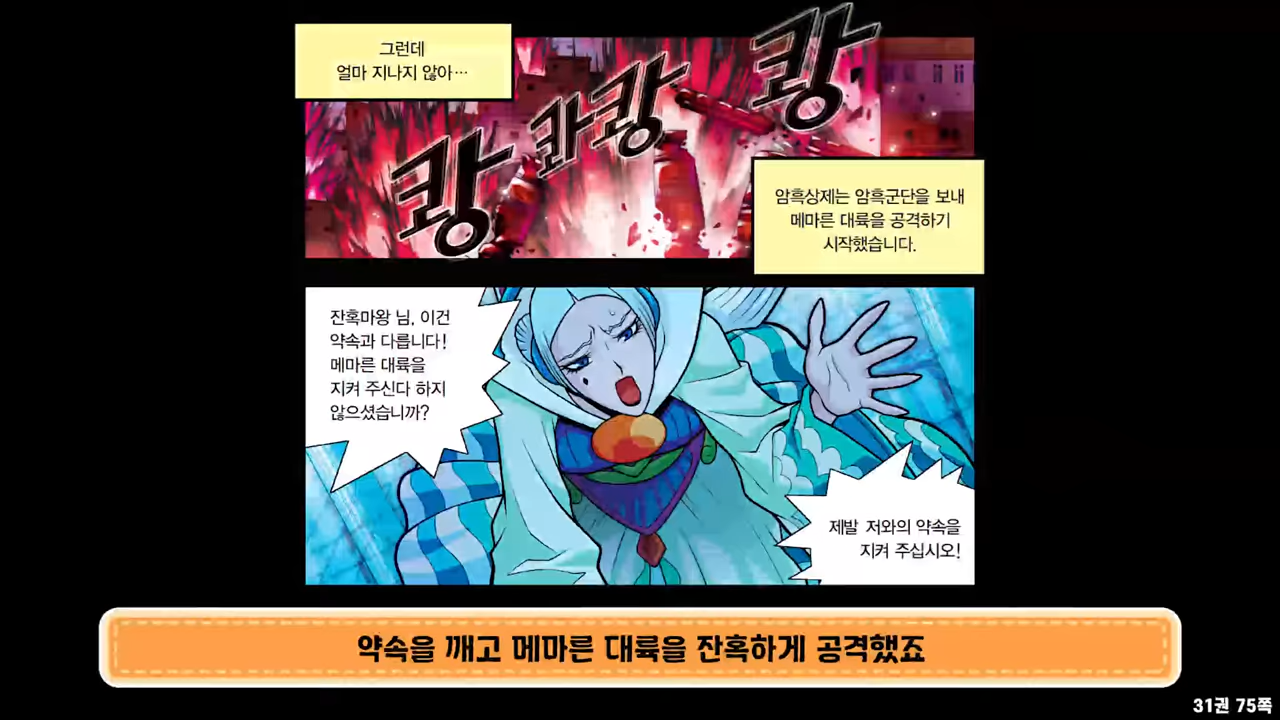 그런데
얼마 지나지 않아…
쾅
콰쾅
쾅
암흑상제는 암흑군단을 보내
메마른 대륙을 공격하기
시작했습니다.
잔혹마왕 님, 이건
약속과 다릅니다!
메마른 대륙을
지켜 주신다 하지
않으셨습니까?
제발 저와의 약속을
지켜 주십시오!
약속을 깨고 메마른 대륙을 잔혹하게 공격했죠
31권 75쪽